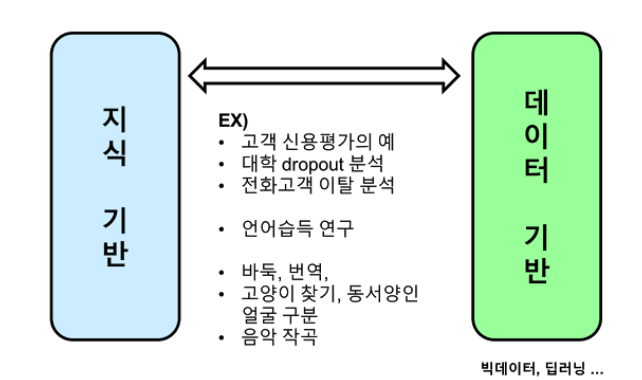 지식 기반
EX)
• 고객 신용평가의 예
• 대학 dropout 분석
• 전화고객 이탈 분석
• 언어습득 연구
• 바둑, 번역,
• 고양이 찾기, 동서양인
얼굴 구분
• 음악 작곡
데이터 기반
빅데이터, 딥러닝 ...